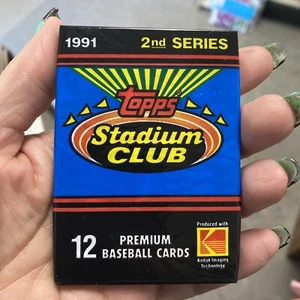 1991 2nd SERIES
Topps
Stadium
CLUB
12 PREMIUM
BASEBALL CARDS
Produced with
Kodak Imaging
Technology